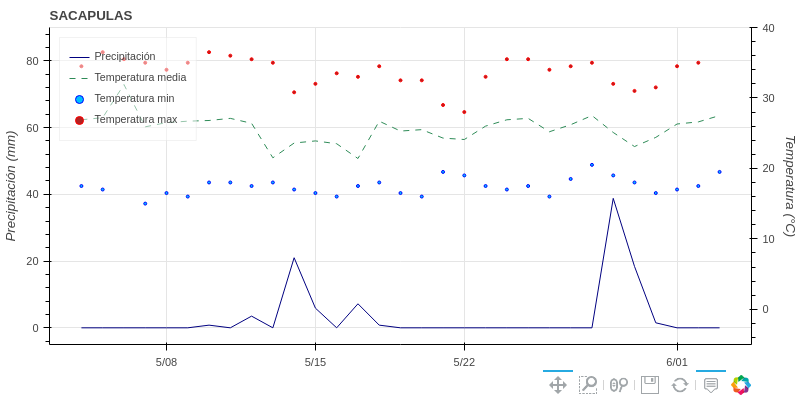 SACAPULAS
Precipitación
Temperatura media
Temperatura min
Temperatura max
Precipitación (mm)
80
60
40
20
0
Temperatura (°C)
40
30
20
10
0
5/08
5/15
5/22
6/01